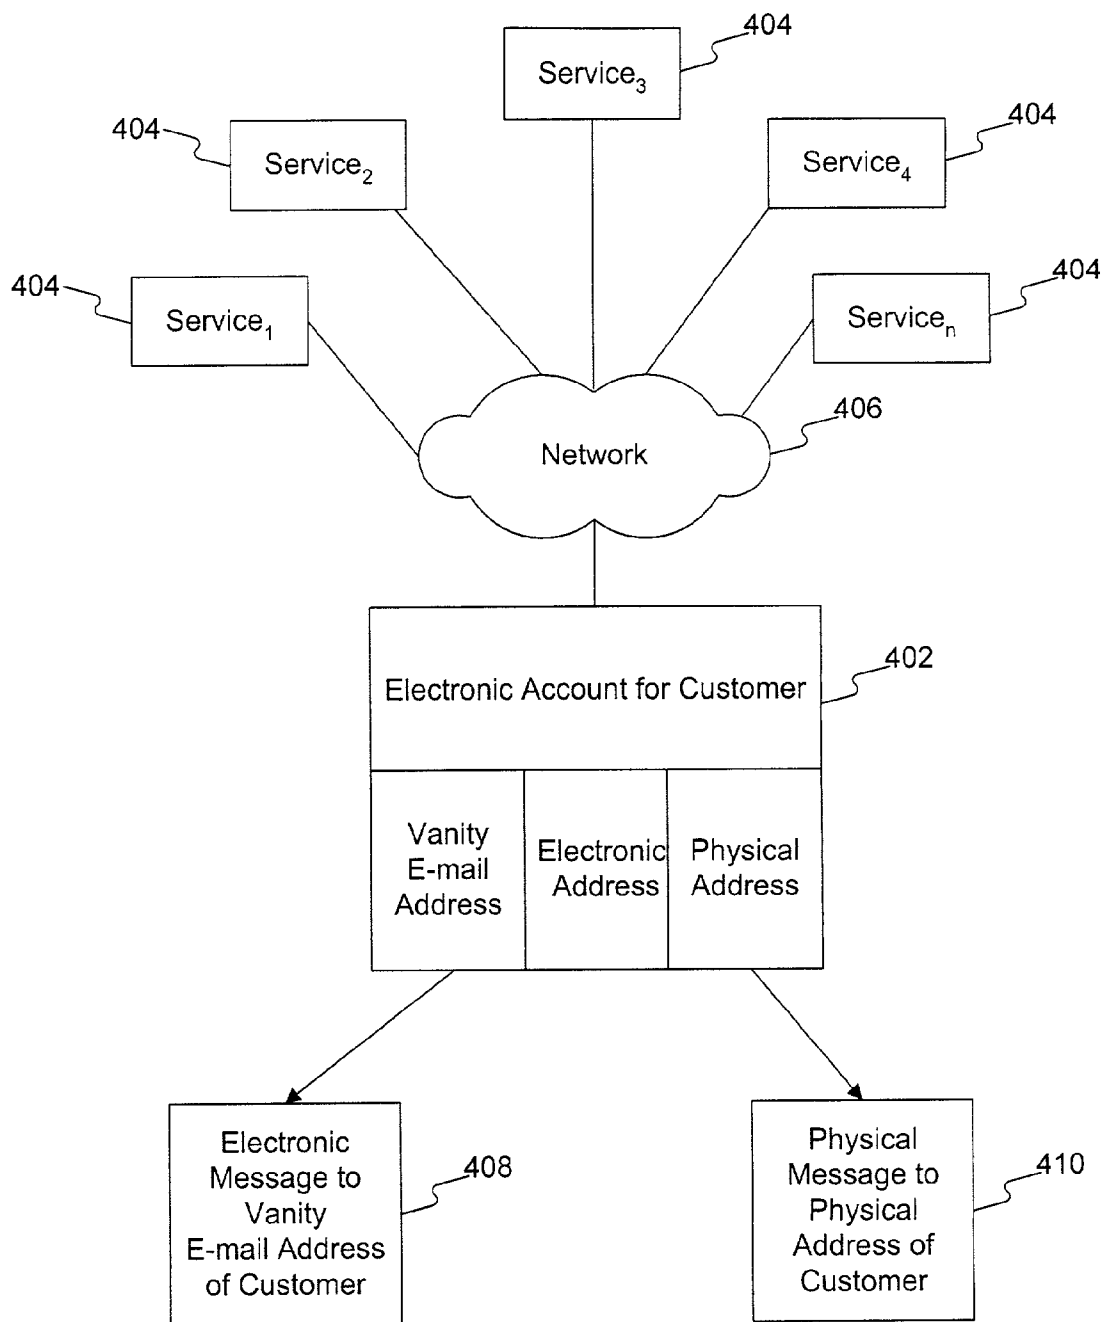 404
Service3
404
Service2
404
Service4
404
Service1
404
Servicen
Network
406
Electronic Account for Customer
402
Vanity
E-mail
Address
Electronic
Address
Physical
Address
Electronic
Message to
Vanity
E-mail Address
of Customer
408
Physical
Message to
Physical
Address of
Customer
410